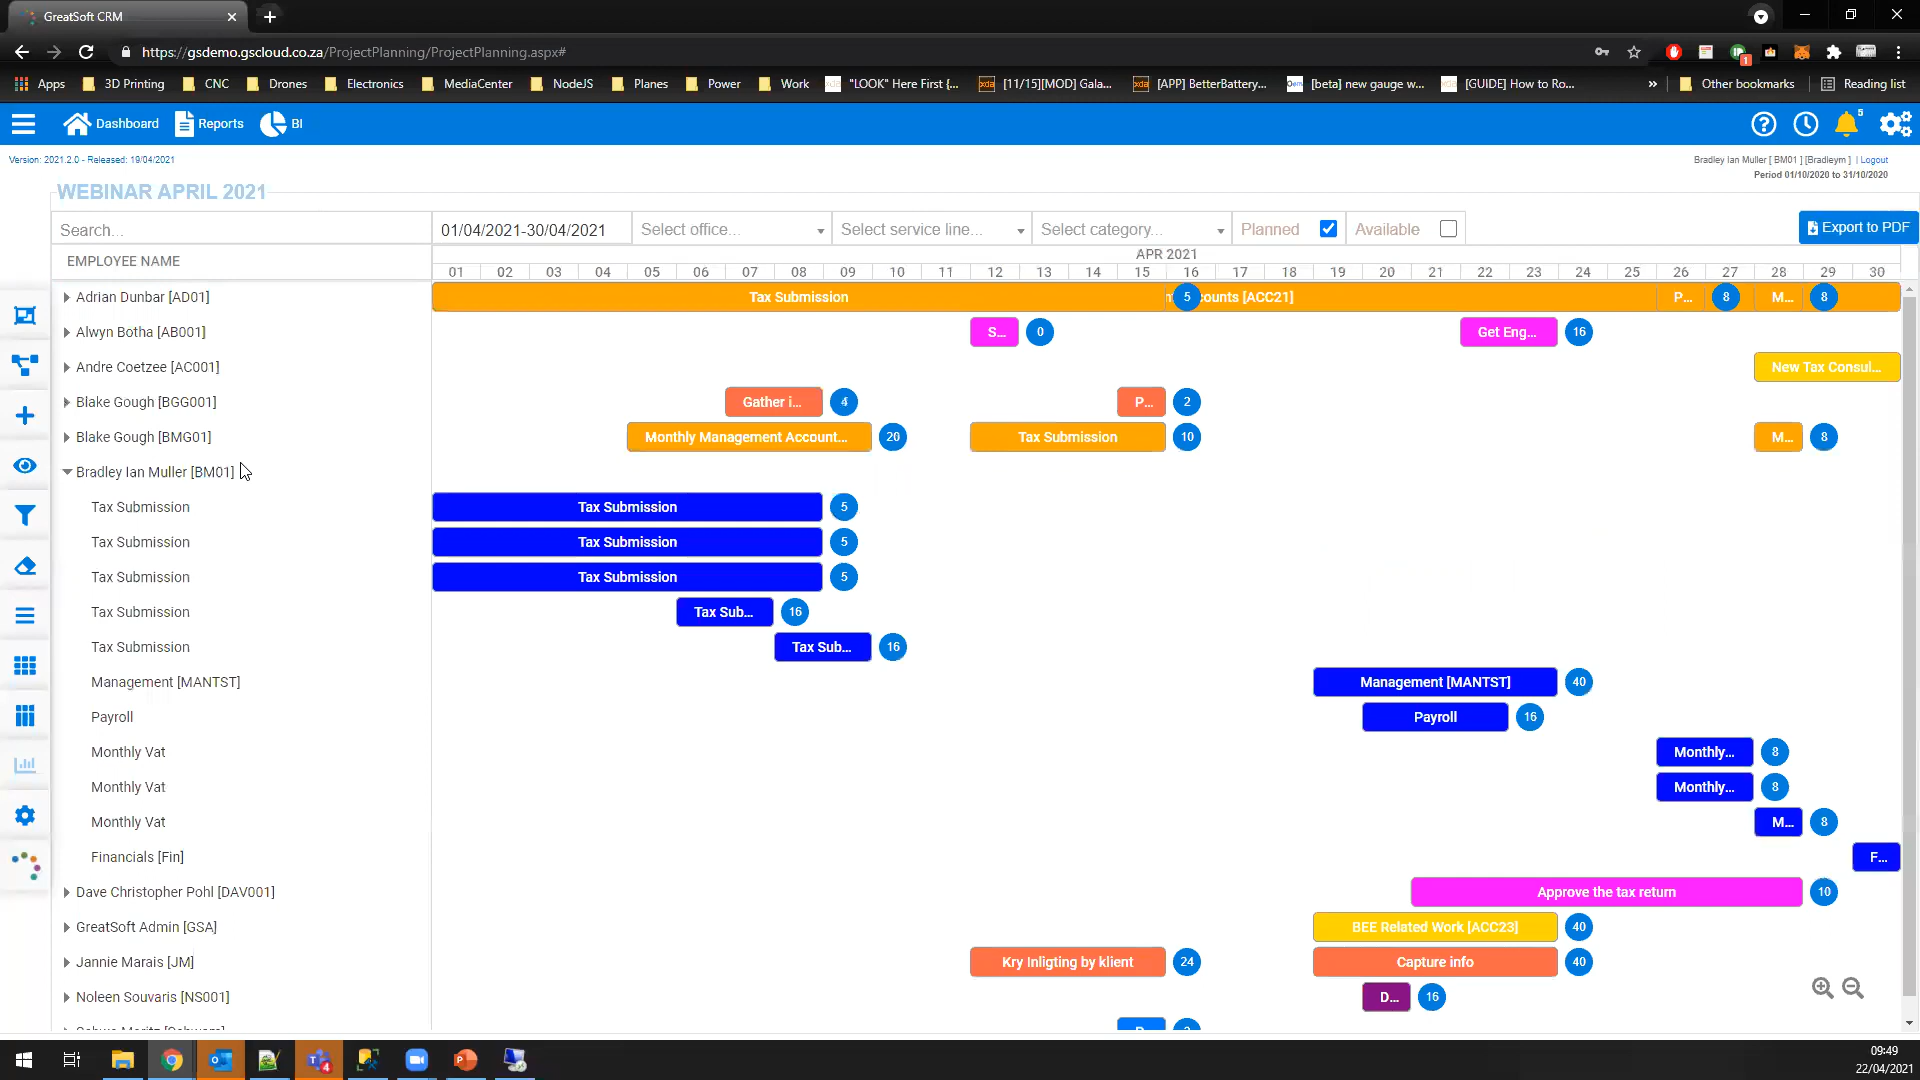 GreatSoft CRM
https://gsdemo.gscloud.co.za/ProjectPlanning/ProjectPlanning.aspx#
1
Apps 3D Printing CNC Drones Electronics MediaCenter NodeJS Planes Power Work "LOOK" Here First {... [11/15][MOD] Gala... [APP] BetterBattery... [beta] new gauge w... [GUIDE] How to Ro... » Other bookmarks Reading list
Dashboard Reports BI 5
Version: 2021.2.0 - Released: 19/04/2021
Bradley Ian Muller [ BM01 ] [Bradleym ] | Logout
Period 01/10/2020 to 31/10/2020
WEBINAR APRIL 2021
Search... 01/04/2021-30/04/2021 Select office... Select service line... Select category... Planned Available Export to PDF
EMPLOYEE NAME APR 2021
01 02 03 04 05 06 07 08 09 10 11 12 13 14 15 16 17 18 19 20 21 22 23 24 25 26 27 28 29 30
Adrian Dunbar [AD01] Tax Submission 5 counts [ACC21] P... 8 M... 8
Alwyn Botha [AB001] S... 0 Get Eng... 16
Andre Coetzee [AC001] New Tax Consul...
Blake Gough [BGG001] Gather i... 4 P... 2
Blake Gough [BMG01] Monthly Management Account... 20 Tax Submission 10 M... 8
Bradley Ian Muller [BM01]
Tax Submission Tax Submission 5
Tax Submission Tax Submission 5
Tax Submission Tax Submission 5
Tax Submission Tax Sub... 16
Tax Submission Tax Sub... 16
Management [MANTST] Management [MANTST] 40
Payroll Payroll 16
Monthly Vat Monthly... 8
Monthly Vat Monthly... 8
Monthly Vat M... 8
Financials [Fin] F...
Dave Christopher Pohl [DAV001] Approve the tax return 10
GreatSoft Admin [GSA] BEE Related Work [ACC23] 40
Jannie Marais [JM] Kry Inligting by klient 24 Capture info 40
Noleen Souvaris [NS001] D... 16
4
09:49
22/04/2021